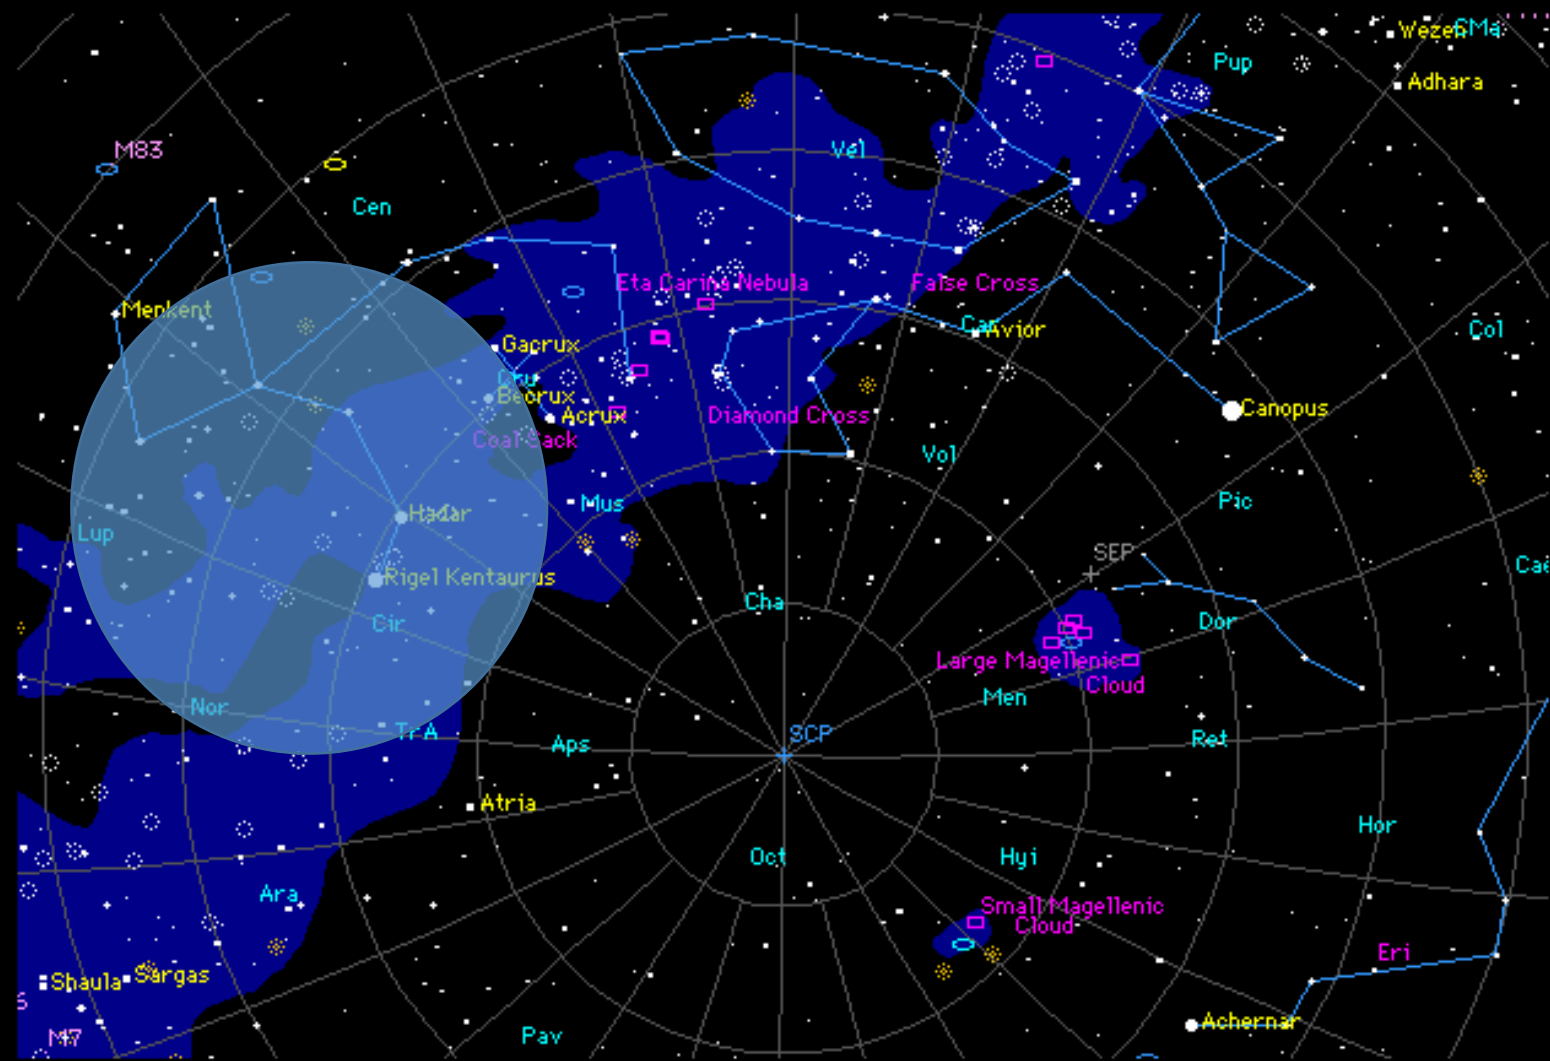 Wezen
CMa
Pup
Adhara
M83
Vel
Cen
Eta Carina Nebula
False Cross
Menkent
Car
Avior
Col
Gacrux
Cru
Becrux
Acrux
Canopus
Diamond Cross
Coal Sack
Vol
Mus
Pic
Hadar
Lup
SEP
Cae
Rigel Kentaurus
Cha
Cir
Dor
Large Magellenic
Cloud
Men
Nor
TrA
Aps
SCP
Ret
Atria
Hor
Oct
Hyi
Ara
Small Magellenic
Cloud
Eri
Shaula
Sargas
6
Achernar
M7
Pav